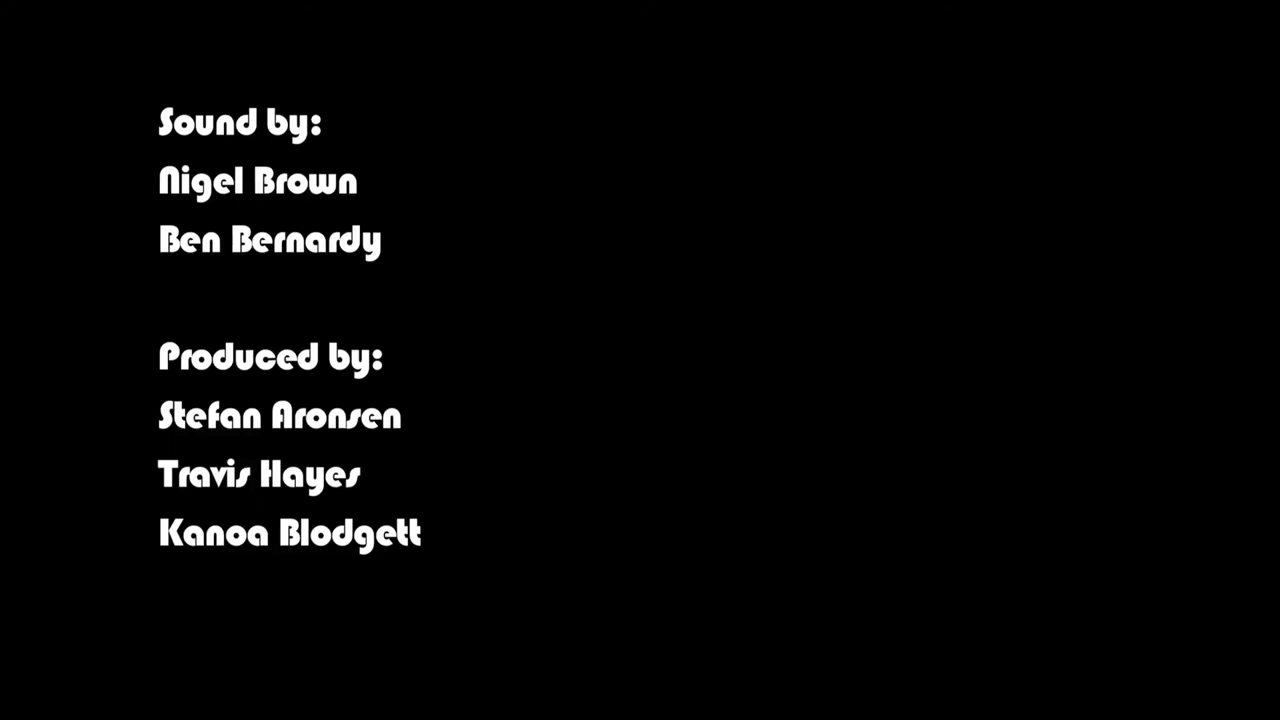 Sound by:
Nigel Brown
Ben Bernardy
Produced by:
Stefan Aronsen
Travis Hayes
Kanoa Blodgett